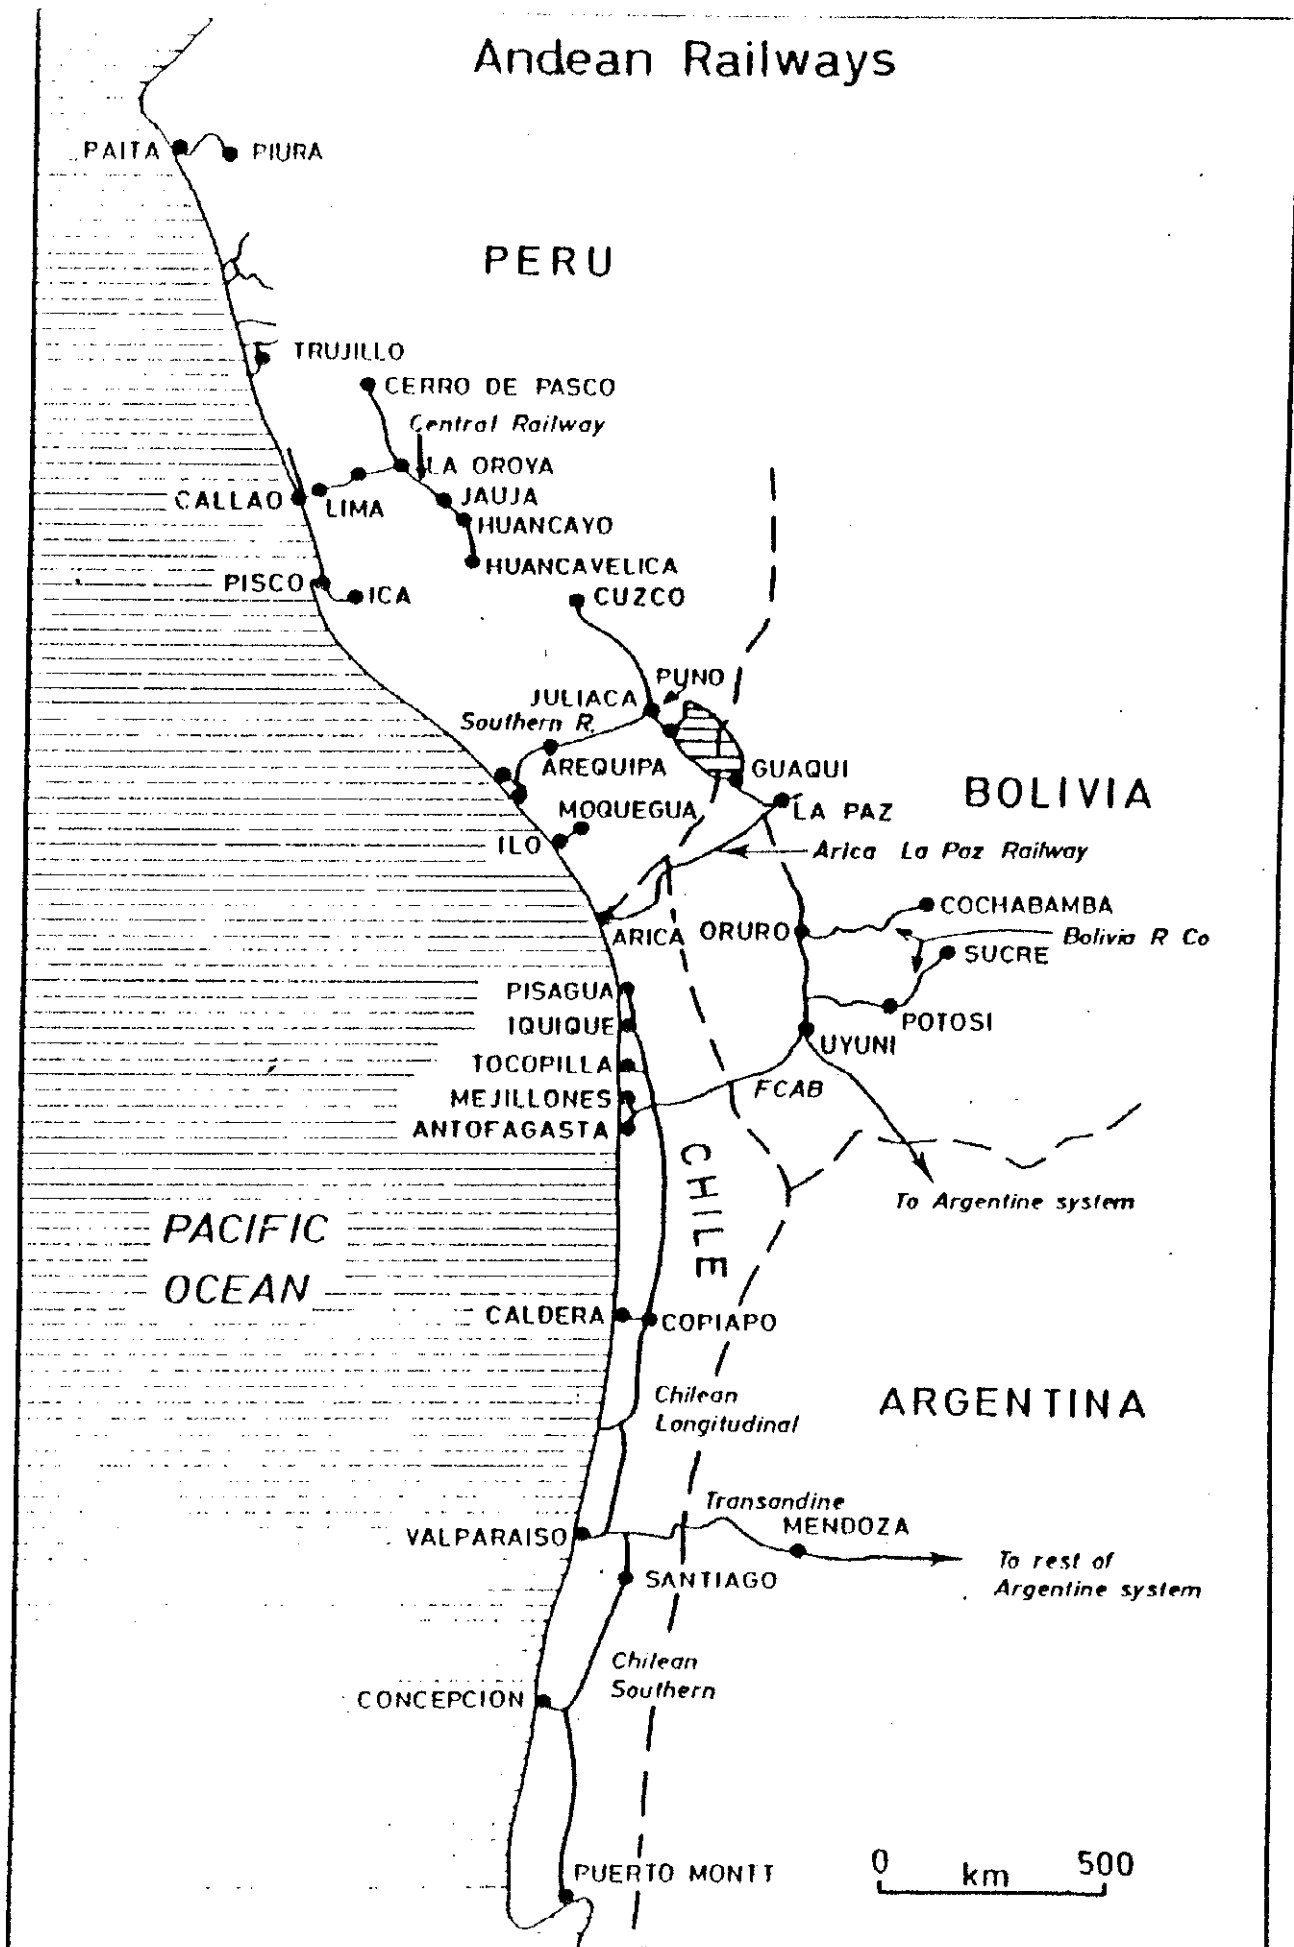 Andean Railways
PAITA
PIURA
PERU
TRUJILLO
CERRO DE PASCO
Central Railway
LA OROYA
CALLAO
LIMA
JAUJA
HUANCAYO
HUANCAVELICA
PISCO
ICA
CUZCO
PUNO
JULIACA
Southern R.
AREQUIPA
GUAQUI
BOLIVIA
MOQUEGUA
LA PAZ
ILO
Arica La Paz Railway
COCHABAMBA
ARICA
ORURO
Bolivia R Co
SUCRE
PISAGUA
IQUIQUE
POTOSI
UYUNI
TOCOPILLA
MEJILLONES
FCAB
ANTOFAGASTA
CHILE
To Argentine system
PACIFIC
OCEAN
CALDERA
COPIAPO
Chilean
Longitudinal
ARGENTINA
Transandine
MENDOZA
VALPARAISO
To rest of
Argentine system
SANTIAGO
Chilean
Southern
CONCEPCION
PUERTO MONTT
0 km 500